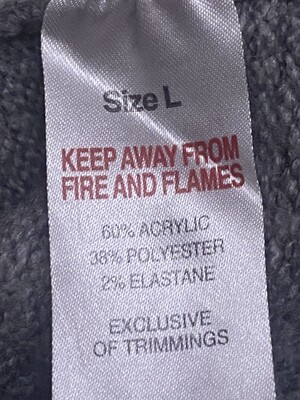 Size L
KEEP AWAY FROM
FIRE AND FLAMES
60% ACRYLIC
38% POLYESTER
2% ELASTANE
EXCLUSIVE
OF TRIMMINGS